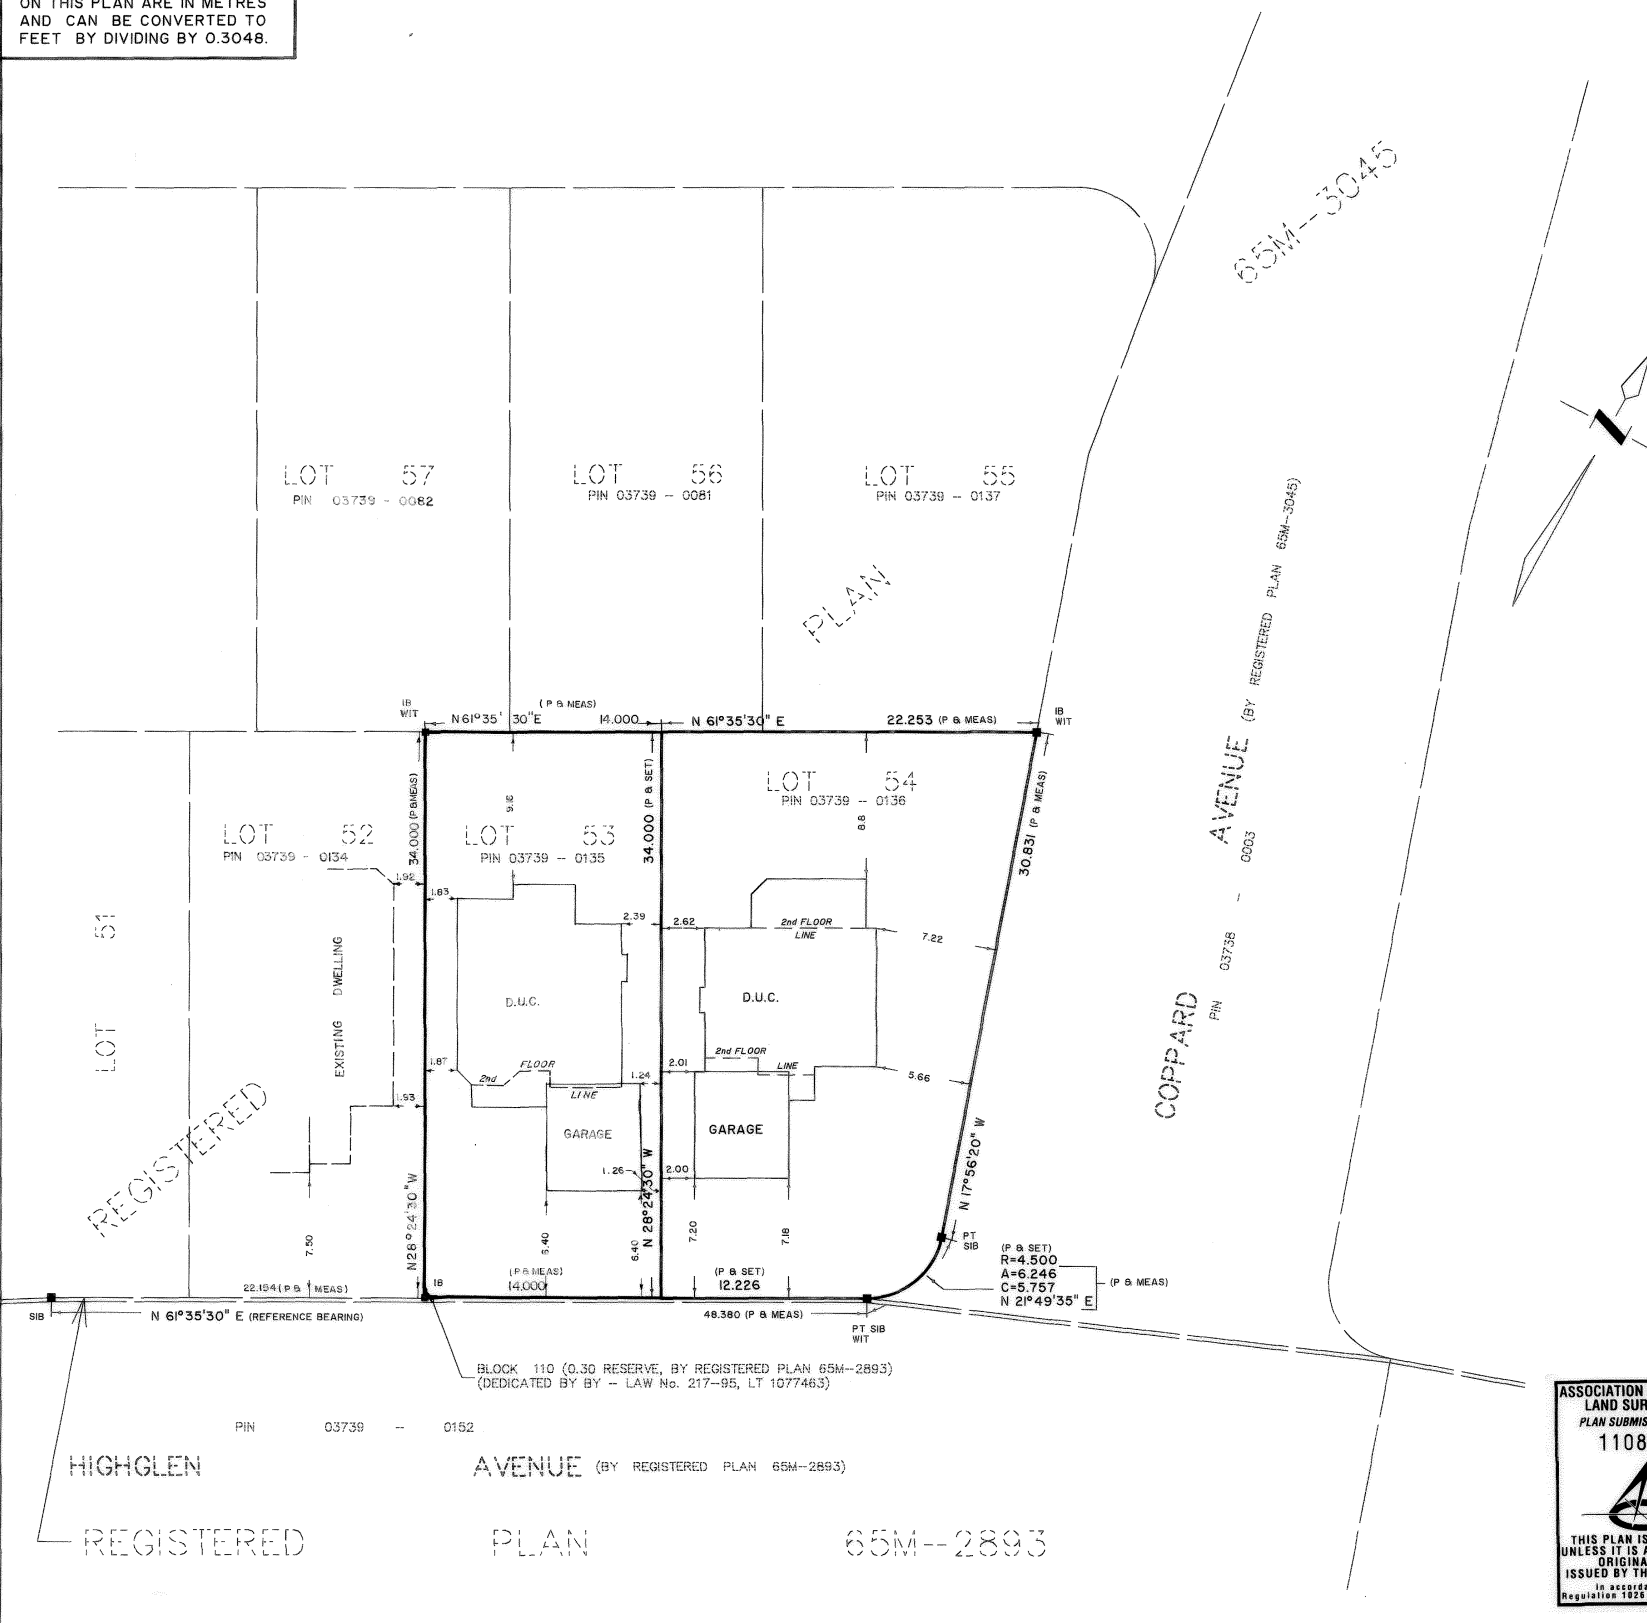 ON THIS PLAN ARE IN METRES
AND CAN BE CONVERTED TO
FEET BY DIVIDING BY 0.3048.
65M--3045
LOT 57
PIN 03739 - 0082
LOT 56
PIN 03739 -- 0081
LOT 55
PIN 03739 -- 0137
N
PLAN
COPPARD AVENUE (BY REGISTERED PLAN 65M--3045)
PIN 03738 - 0003
IB
WIT
(P & MEAS)
N61°35' 30"E 14.000
N 61°35'30" E
22.253 (P & MEAS)
IB
WIT
34.000 (P&MEAS)
9.16
34.000 (P & SET)
LOT 54
PIN 03739 -- 0136
8.8
30.831 (P & MEAS)
LOT 52
PIN 03739 - 0134
LOT 53
PIN 03739 -- 0135
LOT 51
1.92
1.83
2.39
2.62
2nd FLOOR
LINE
7.22
EXISTING DWELLING
D.U.C.
D.U.C.
1.87
2nd FLOOR
LINE
1.24
2.01
2nd FLOOR
LINE
5.66
1.93
GARAGE
GARAGE
REGISTERED
1.26
2.00
N28°24'30" W
N 28°24'30" W
N 17°56'20" W
7.50
6.40
6.40
7.20
7.18
PT
SIB
(P & SET)
R=4.500
A=6.246
C=5.757
N 21°49'35" E
(P & MEAS)
22.154(P & MEAS)
IB
(P & MEAS)
14.000
(P & SET)
12.226
SIB
N 61°35'30" E (REFERENCE BEARING)
48.380 (P & MEAS)
PT SIB
WIT
BLOCK 110 (0.30 RESERVE, BY REGISTERED PLAN 65M--2893)
(DEDICATED BY BY -- LAW No. 217--95, LT 1077463)
PIN 03739 -- 0152
HIGHGLEN AVENUE (BY REGISTERED PLAN 65M--2893)
REGISTERED PLAN 65M--2893
ASSOCIATION
LAND SUR
PLAN SUBMIS
1108
THIS PLAN IS
UNLESS IT IS A
ORIGINA
ISSUED BY TH
In accorda
Regulation 1026